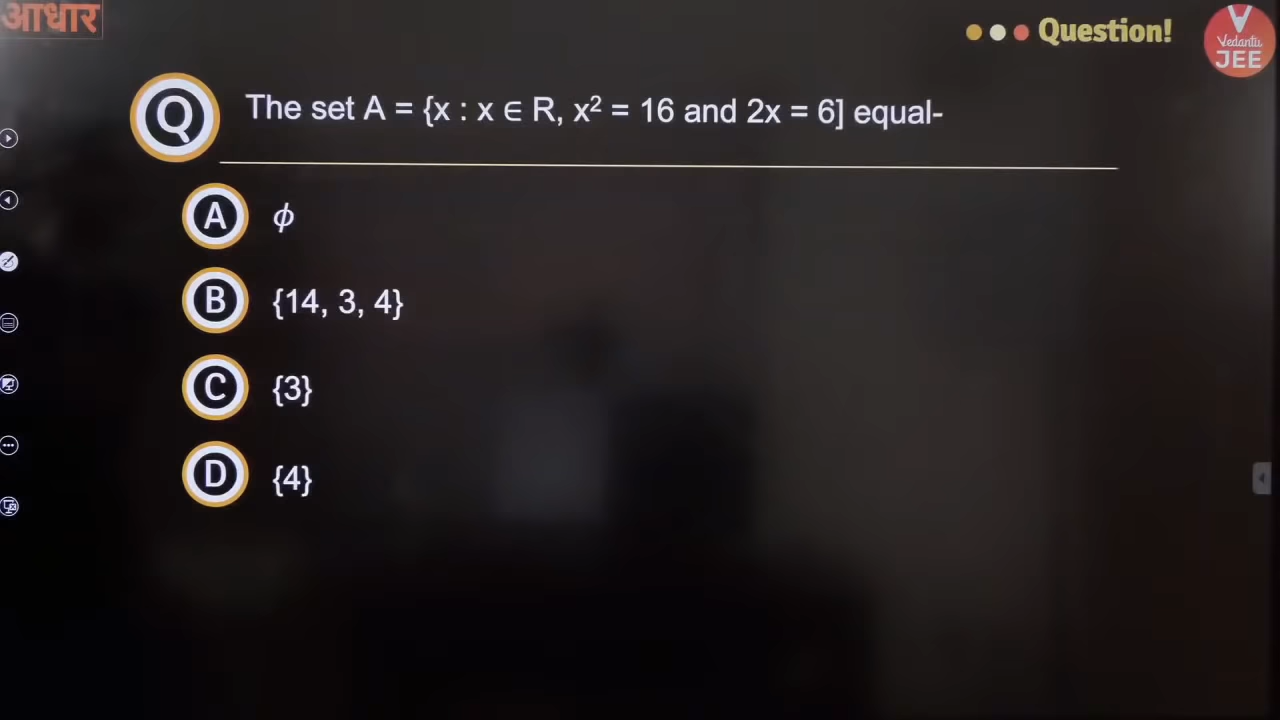 आधार
Question!
Vedantu
JEE
Q The set A = {x : x ∈ R, x² = 16 and 2x = 6] equal-
A ϕ
B {14, 3, 4}
C {3}
D {4}